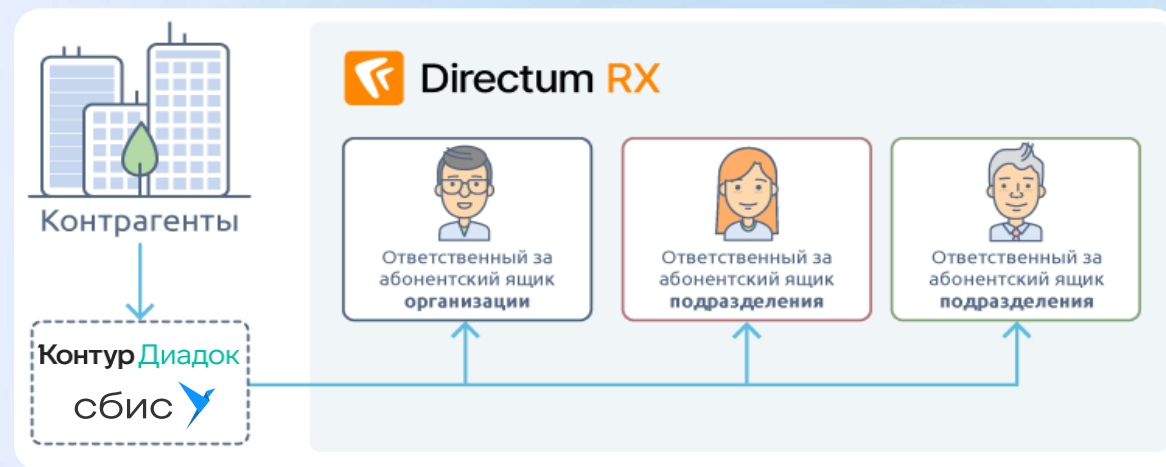 Directum RX
Контрагенты
Ответственный за
абонентский ящик
организации
Ответственный за
абонентский ящик
подразделения
Ответственный за
абонентский ящик
подразделения
Контур Диадок
сбис